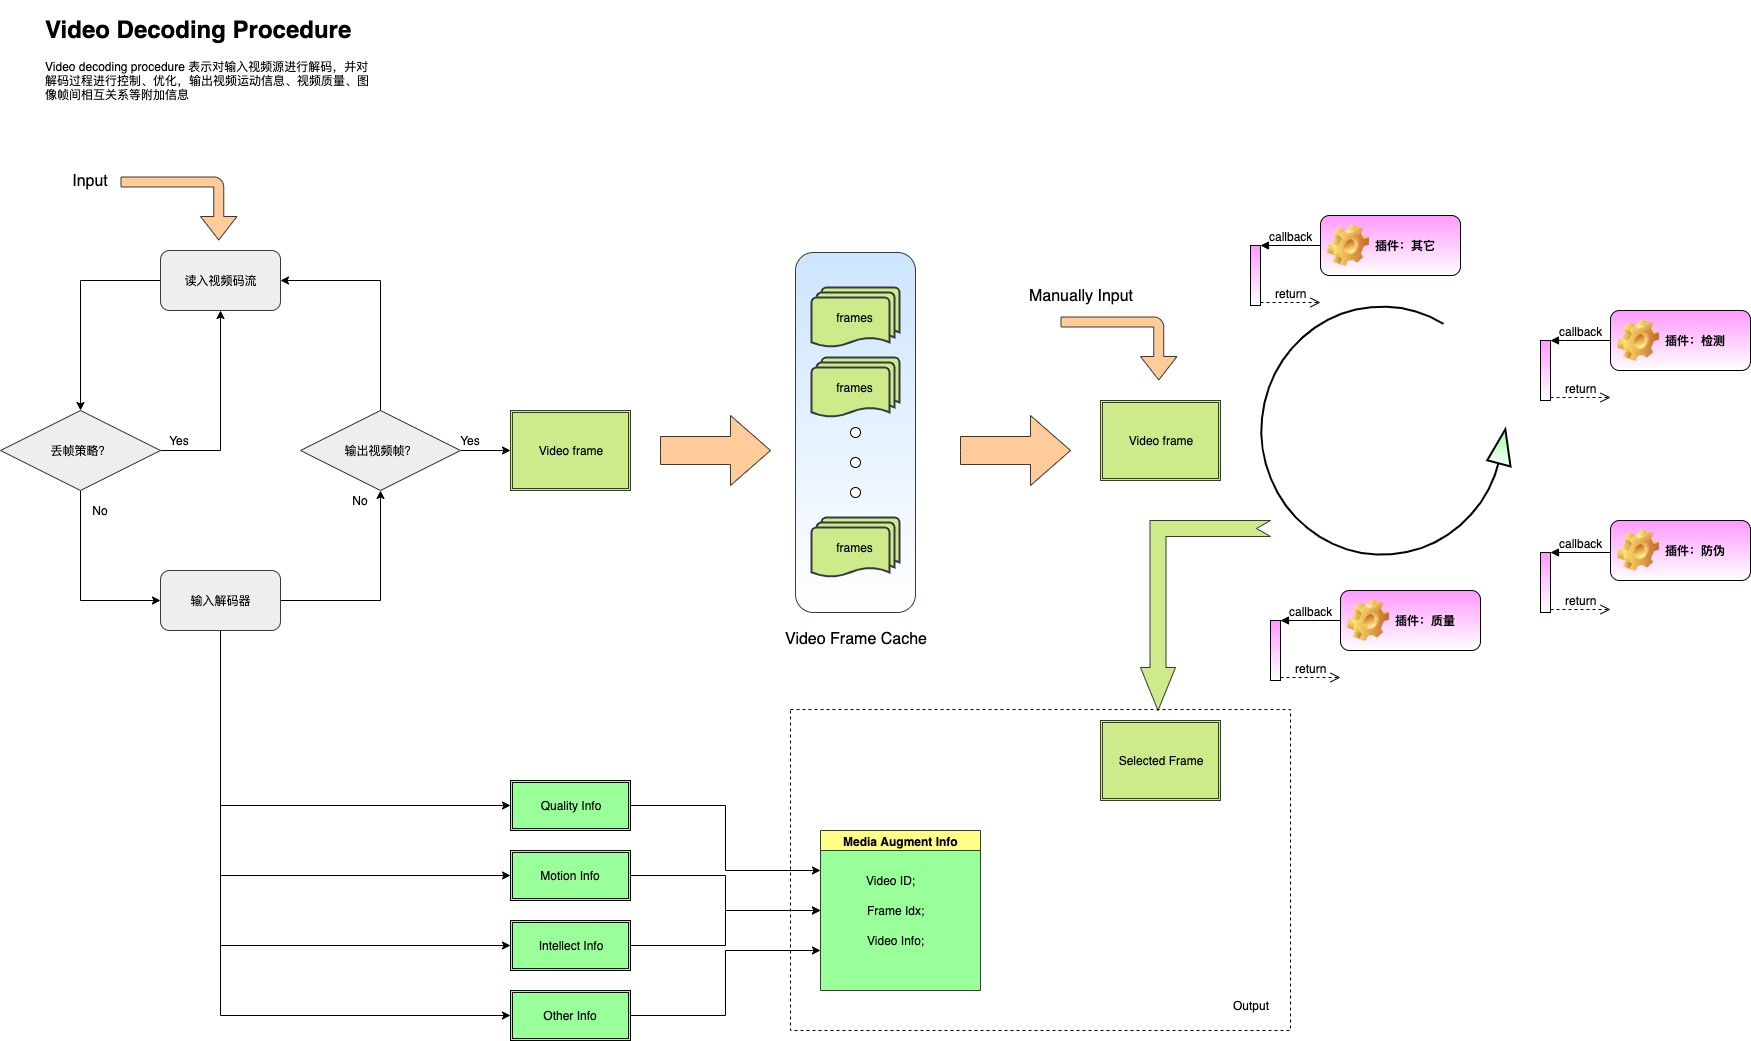 Video Decoding Procedure
Video decoding procedure 表示对输入视频源进行解码，并对
解码过程进行控制、优化，输出视频运动信息、视频质量、图
像帧间相互关系等附加信息
Input
读入视频码流
丢帧策略?
Yes
No
输出视频帧?
Yes
No
输入解码器
Video frame
frames
frames
frames
Video Frame Cache
Manually Input
Video frame
callback
插件：其它
return
callback
插件：检测
return
callback
插件：防伪
return
callback
插件：质量
return
Selected Frame
Quality Info
Motion Info
Intellect Info
Other Info
Media Augment Info
Video ID;
Frame Idx;
Video Info;
Output